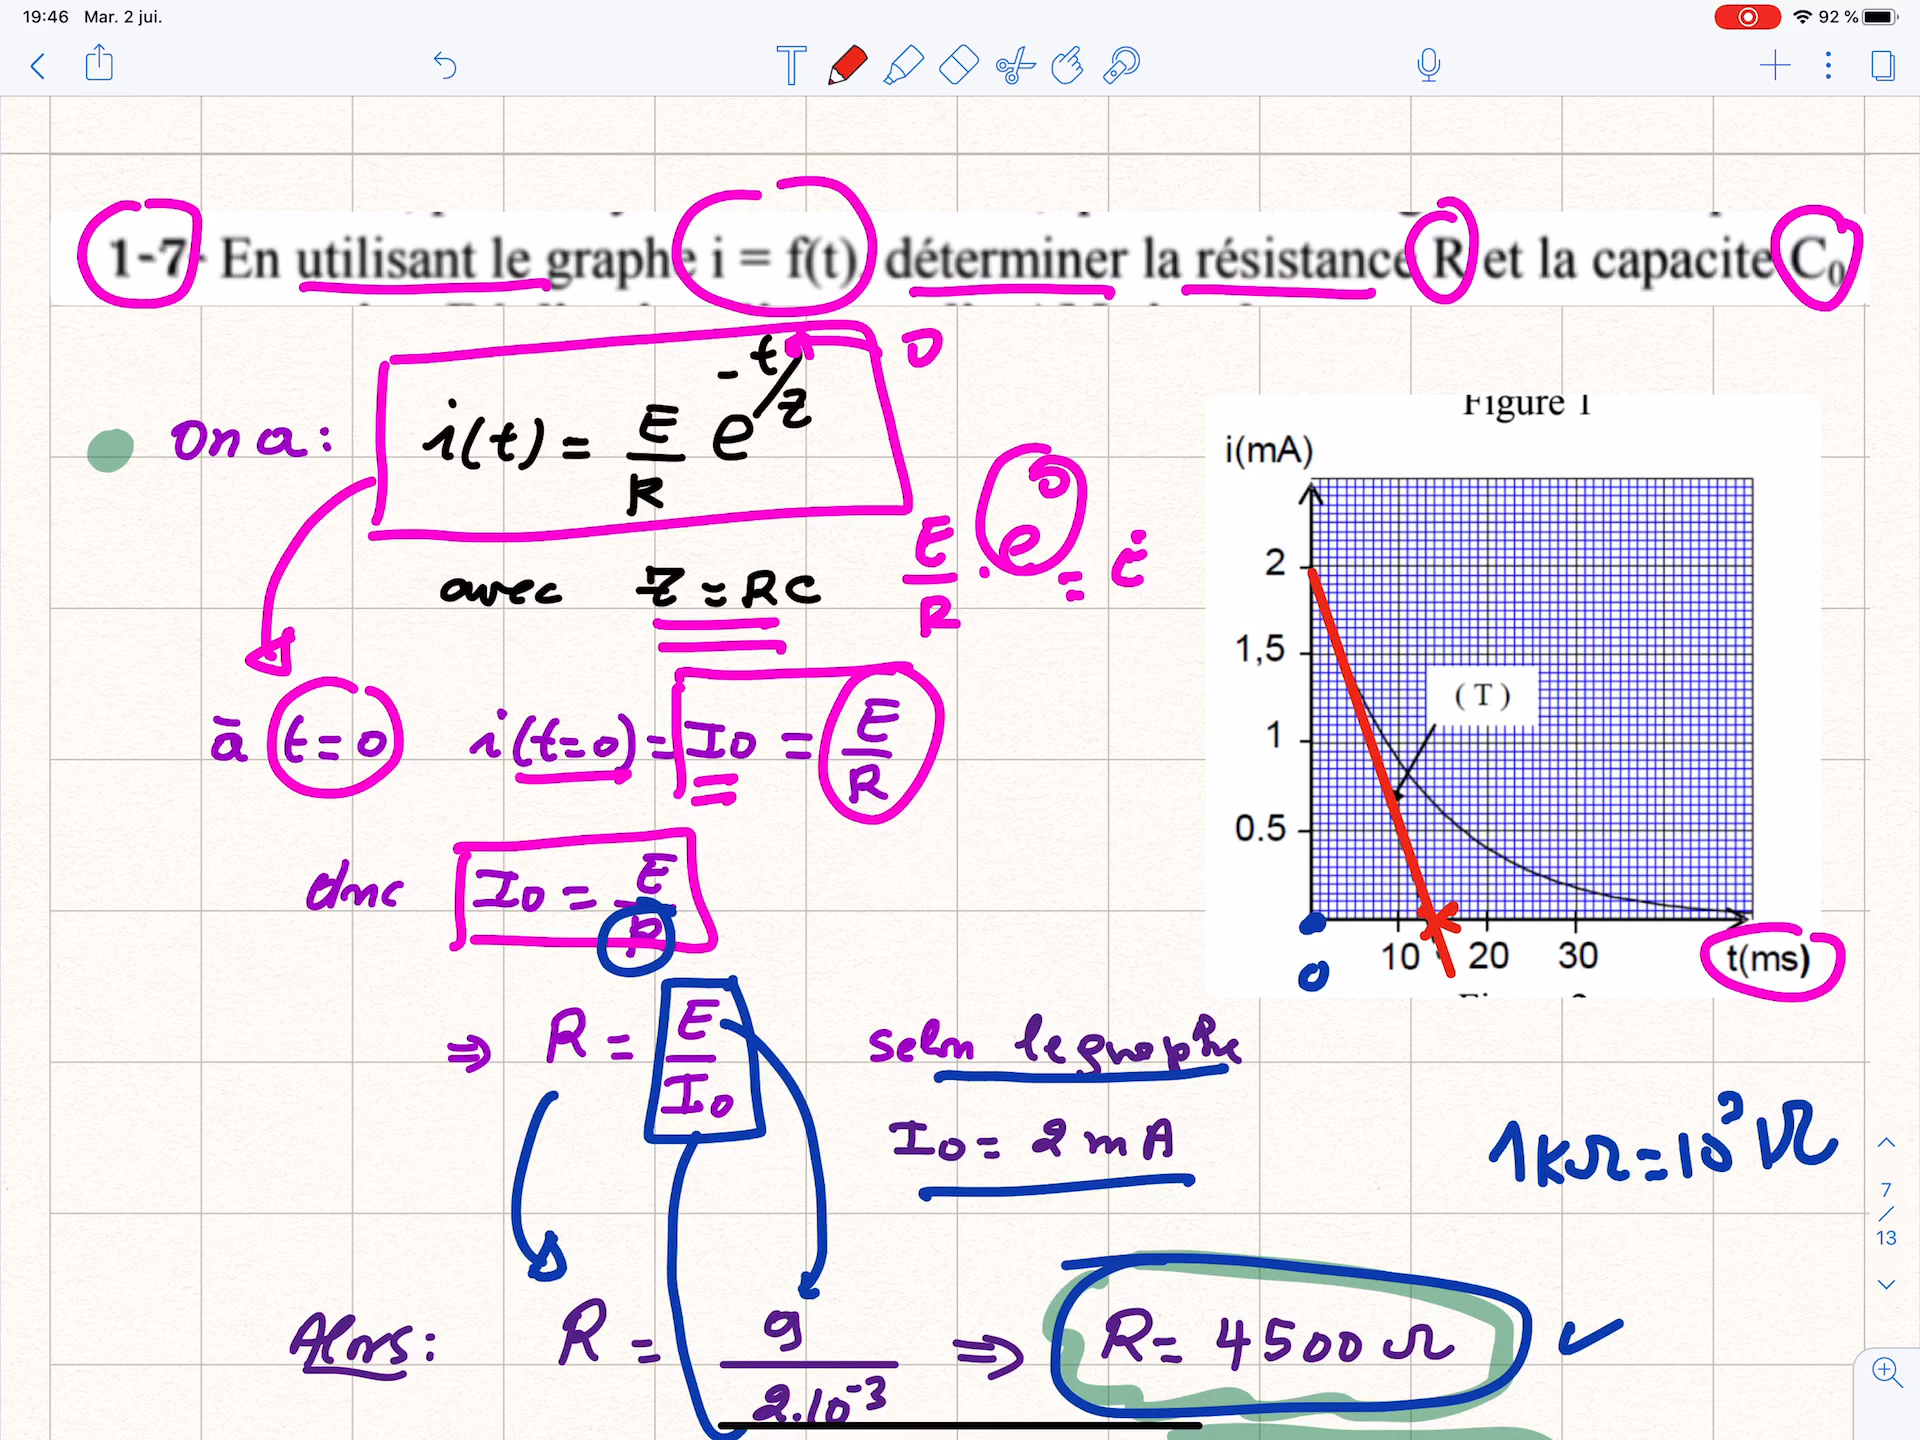 19:46 Mar. 2 jui.
92 %
1-7- En utilisant le graphe i = f(t), déterminer la résistance R et la capacite C₀
0
On a : i(t) = E/R e^-t/τ
E/R . e^0 =
avec τ = RC
à t=0 i(t=0) = I₀ = E/R
donc I₀ = E/R
⇒ R = E/I₀
selon le graphe
I₀ = 2 mA
1kΩ = 10³ Ω
Alors : R = 9/2.10^-3 ⇒ R = 4500 Ω
Figure 1
i(mA)
2
1,5
(T)
1
0.5
0
10 20 30 t(ms)
7
/
13